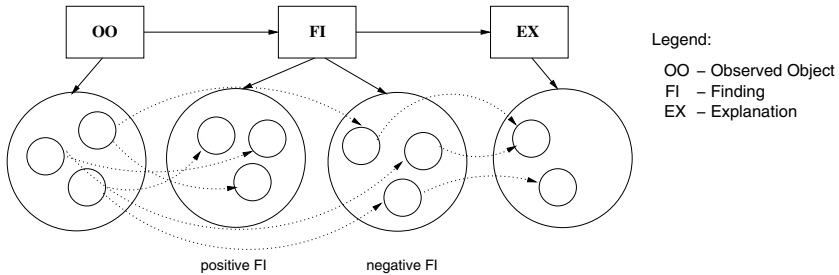 OO
FI
EX
Legend:
OO – Observed Object
FI – Finding
EX – Explanation
positive FI
negative FI